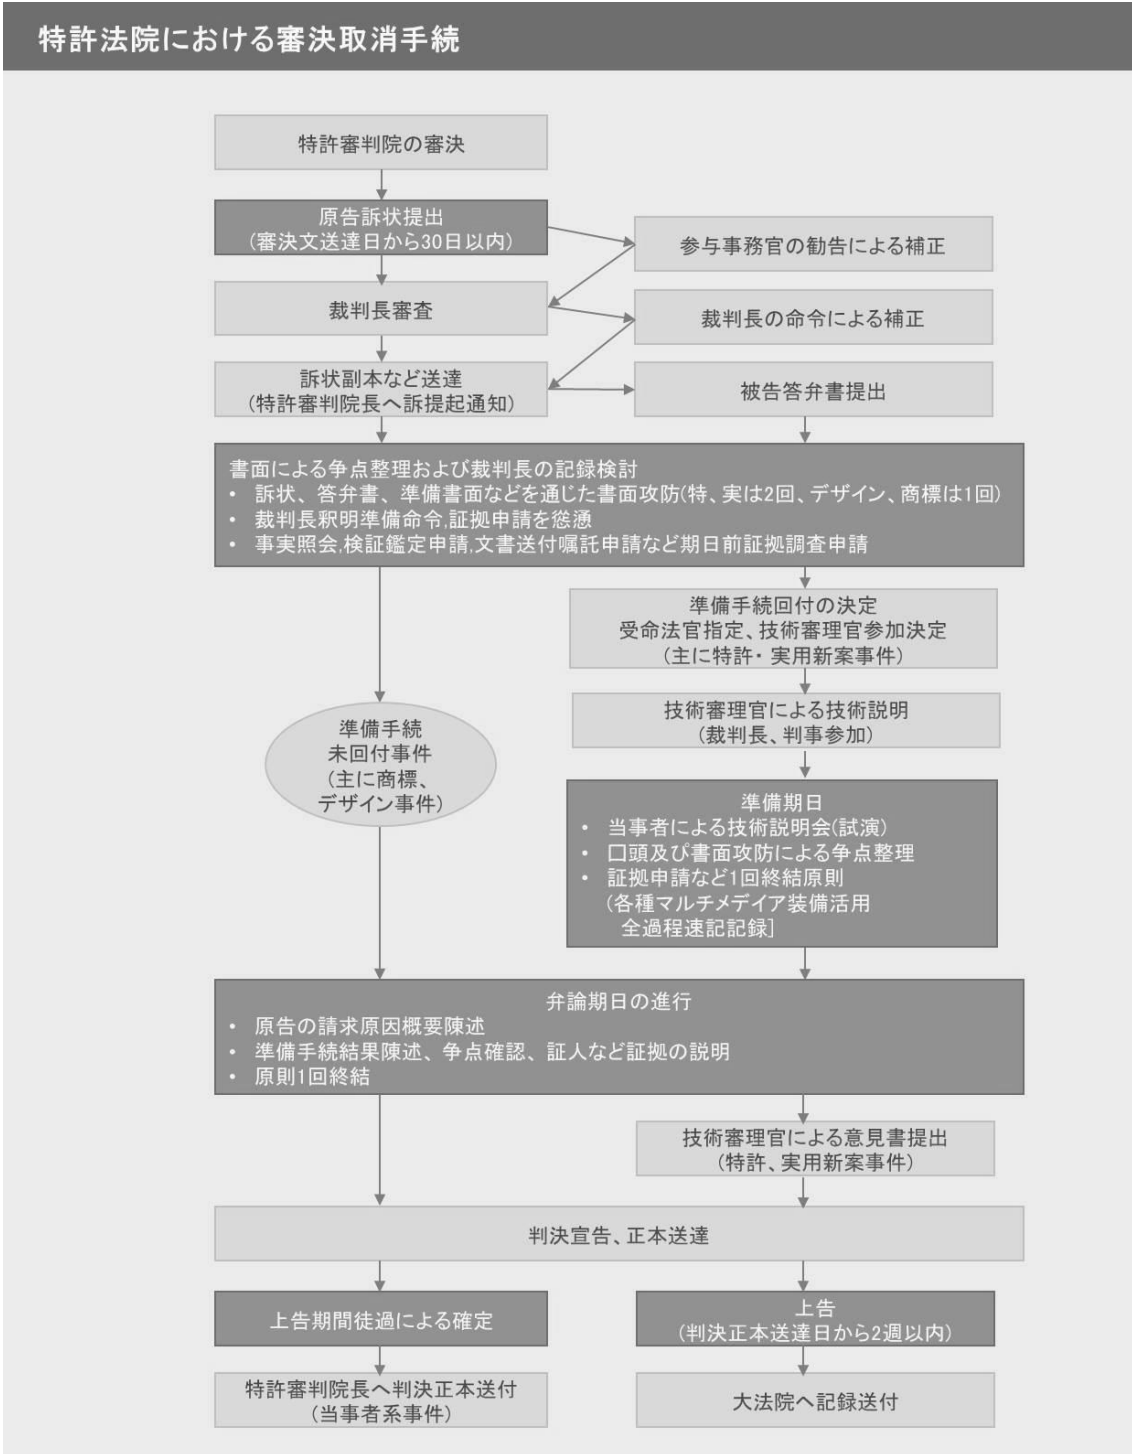 特許法院における審決取消手続
特許審判院の審決
原告訴状提出
(審決文送達日から30日以内)
参与事務官の勧告による補正
裁判長審査
裁判長の命令による補正
訴状副本など送達
(特許審判院長へ訴提起通知)
被告答弁書提出
書面による争点整理および裁判長の記録検討
• 訴状、答弁書、準備書面などを通じた書面攻防(特、実は2回、デザイン、商標は1回)
• 裁判長釈明準備命令,証拠申請を慫慂
• 事実照会,検証鑑定申請,文書送付嘱託申請など期日前証拠調査申請
準備手続回付の決定
受命法官指定、技術審理官参加決定
(主に特許・実用新案事件)
技術審理官による技術説明
(裁判長、判事参加)
準備手続
未回付事件
(主に商標、
デザイン事件)
準備期日
• 当事者による技術説明会(試演)
• 口頭及び書面攻防による争点整理
• 証拠申請など1回終結原則
(各種マルチメデイア装備活用
全過程速記記録]
弁論期日の進行
• 原告の請求原因概要陳述
• 準備手続結果陳述、争点確認、証人など証拠の説明
• 原則1回終結
技術審理官による意見書提出
(特許、実用新案事件)
判決宣告、正本送達
上告期間徒過による確定
上告
(判決正本送達日から2週以内)
特許審判院長へ判決正本送付
(当事者系事件)
大法院へ記録送付